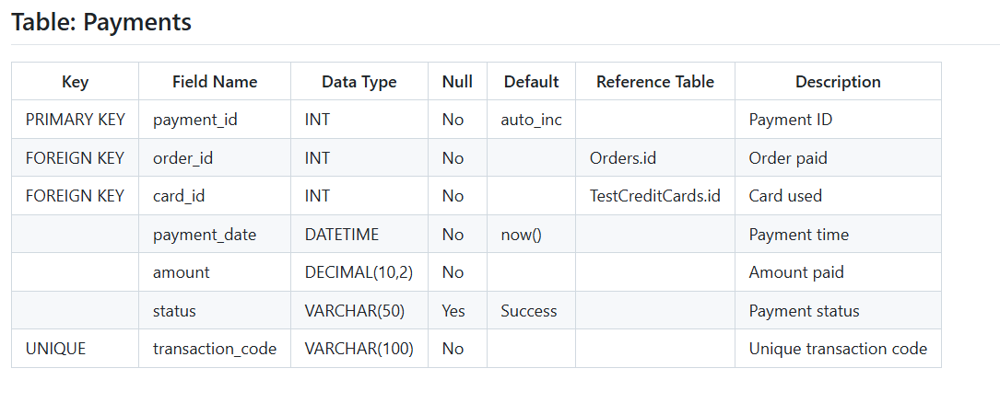 Table: Payments
Key Field Name Data Type Null Default Reference Table Description
PRIMARY KEY payment_id INT No auto_inc Payment ID
FOREIGN KEY order_id INT No Orders.id Order paid
FOREIGN KEY card_id INT No TestCreditCards.id Card used
payment_date DATETIME No now() Payment time
amount DECIMAL(10,2) No Amount paid
status VARCHAR(50) Yes Success Payment status
UNIQUE transaction_code VARCHAR(100) No Unique transaction code